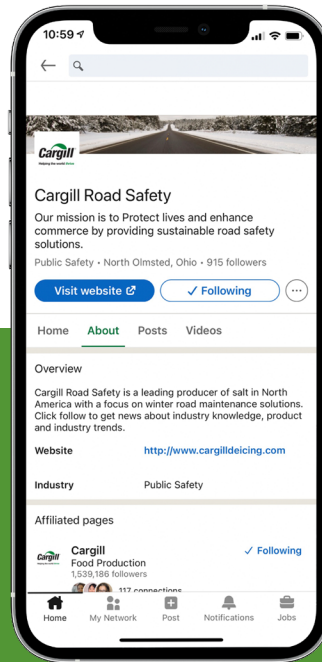 10:59
Cargill
Helping the world thrive
Cargill Road Safety
Our mission is to Protect lives and enhance
commerce by providing sustainable road safety
solutions.
Public Safety • North Olmsted, Ohio • 915 followers
Visit website
Following
Home About Posts Videos
Overview
Cargill Road Safety is a leading producer of salt in North
America with a focus on winter road maintenance solutions.
Click follow to get news about industry knowledge, product
and industry trends.
Website http://www.cargilldeicing.com
Industry Public Safety
Affiliated pages
Cargill
Helping the world thrive
Cargill
Following
Food Production
1,539,186 followers
117 connections
Home My Network Post Notifications Jobs